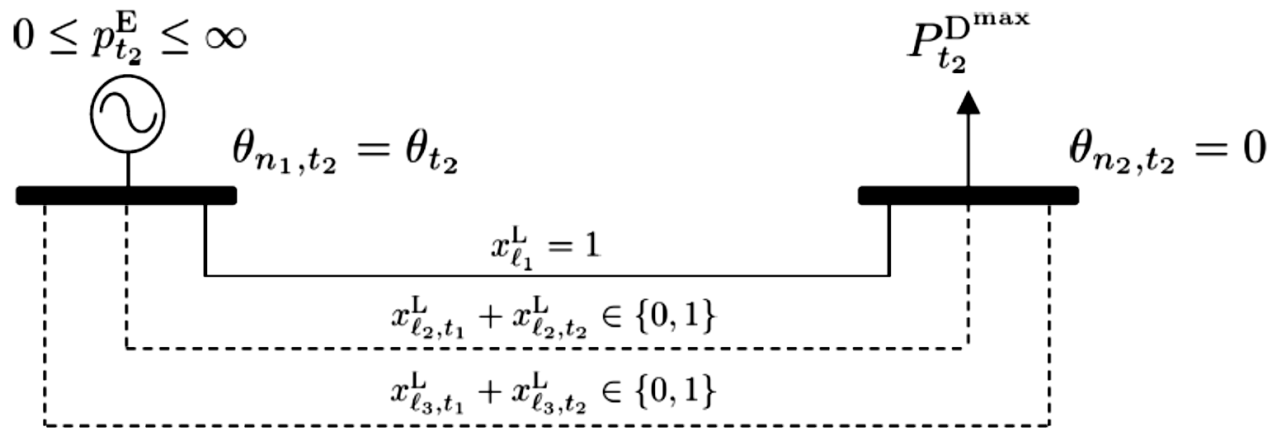 0 ≤ p^E_{t_2} ≤ ∞
P^{D^{max}}_{t_2}
θ_{n_1,t_2} = θ_{t_2}
θ_{n_2,t_2} = 0
x^L_{ℓ_1} = 1
x^L_{ℓ_2,t_1} + x^L_{ℓ_2,t_2} ∈ {0, 1}
x^L_{ℓ_3,t_1} + x^L_{ℓ_3,t_2} ∈ {0, 1}